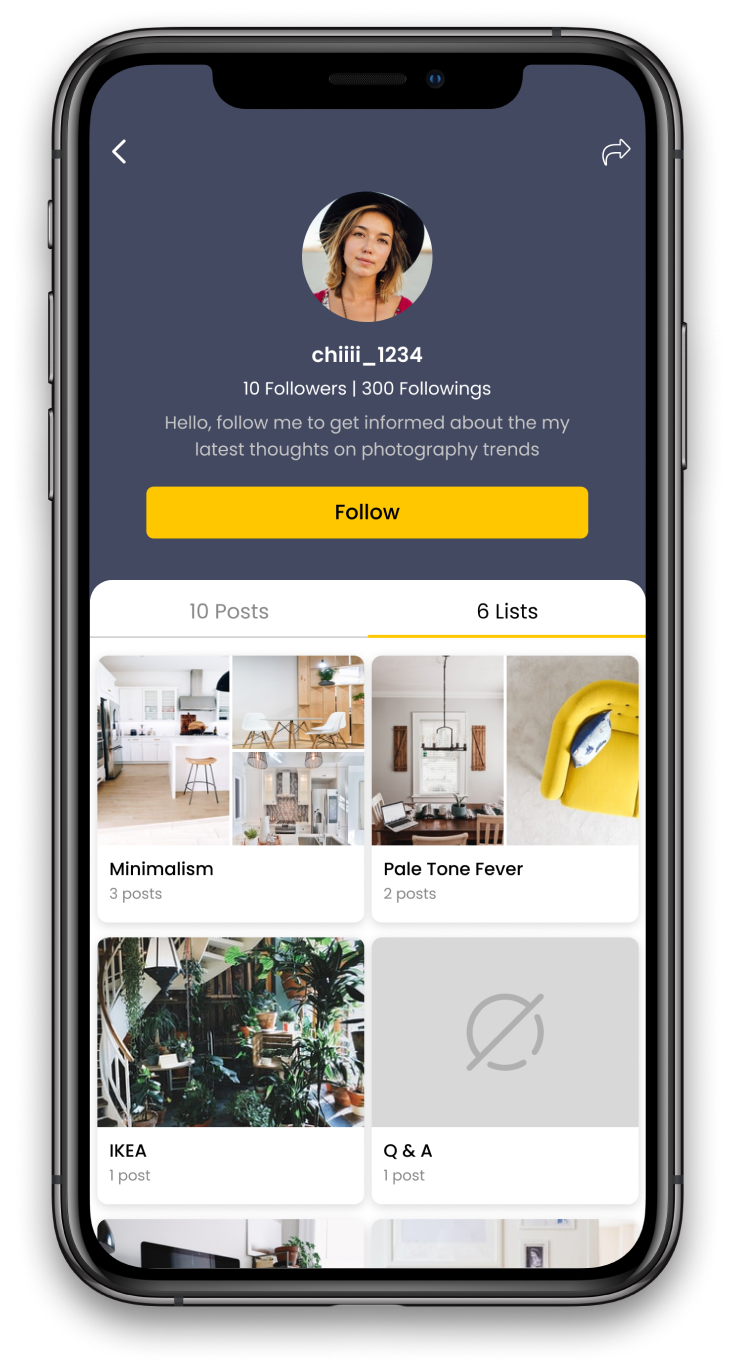 chiiii_1234
10 Followers | 300 Followings
Hello, follow me to get informed about the my
latest thoughts on photography trends
Follow
10 Posts
6 Lists
Minimalism
3 posts
Pale Tone Fever
2 posts
IKEA
1 post
Q & A
1 post